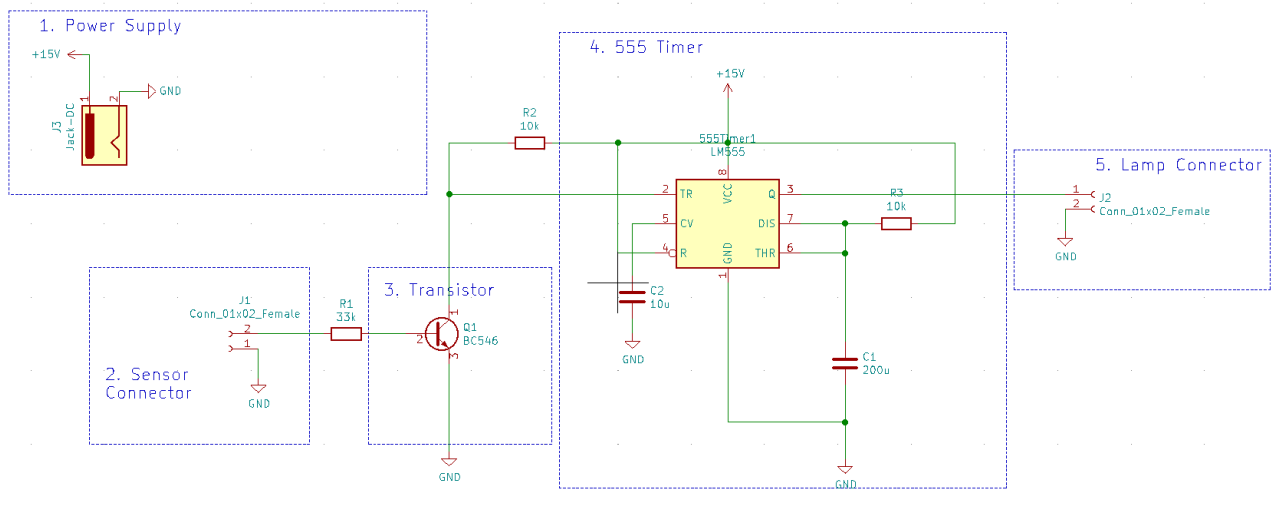 1. Power Supply
+15V
GND
1
2
J3
Jack-DC
2. Sensor
Connector
J1
Conn_01x02_Female
2
1
GND
R1
33k
3. Transistor
1
2
3
Q1
BC546
GND
R2
10k
4. 555 Timer
+15V
555Timer1
LM555
8
VCC
2
TR
5
CV
4
R
Q
3
DIS
7
THR
6
GND
1
R3
10k
C2
10u
GND
C1
200u
GND
5. Lamp Connector
1
2
J2
Conn_01x02_Female
GND